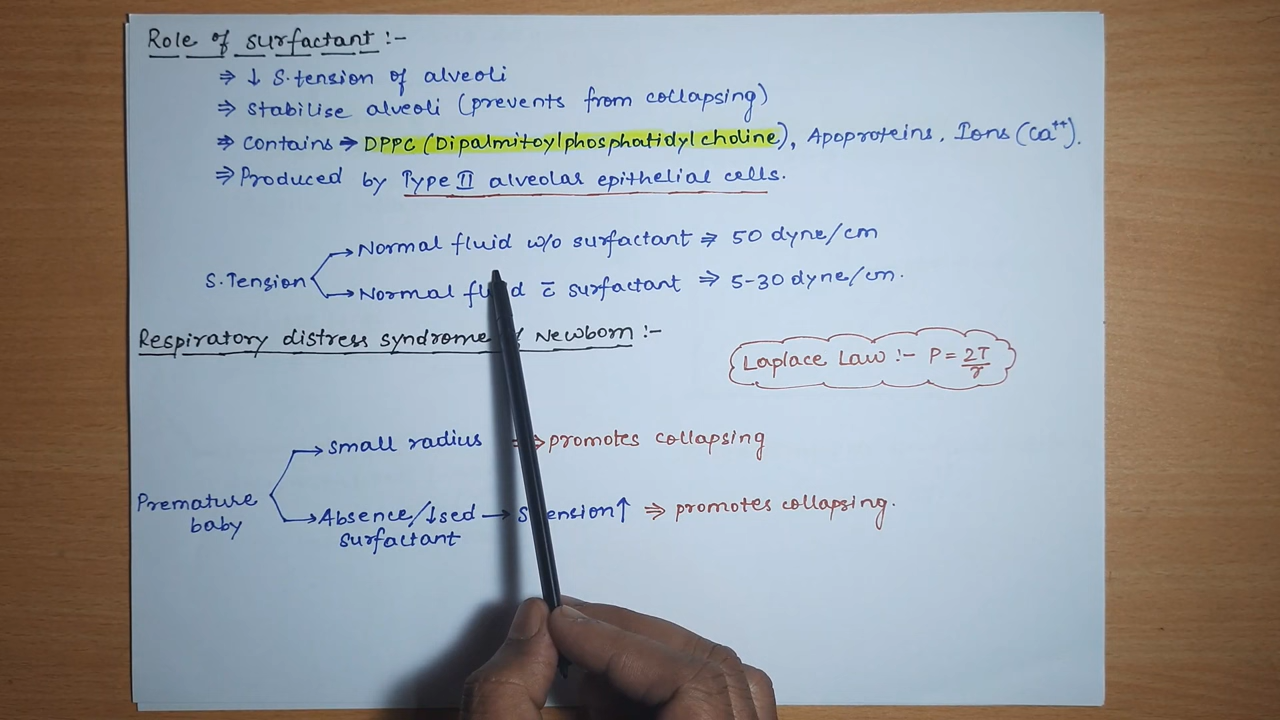 Role of surfactant :-
⇒ ↓ S.tension of alveoli
⇒ Stabilise alveoli (prevents from collapsing)
⇒ Contains → DPPC (Dipalmitoylphosphatidylcholine), Apoproteins, Ions (Ca++).
⇒ Produced by Type II alveolar epithelial cells.
→ Normal fluid w/o surfactant ⇒ 50 dyne/cm
S.Tension
→ Normal fluid c̄ surfactant ⇒ 5-30 dyne/cm.
Respiratory distress syndrome Newborn :-
Laplace Law :- P = 2T/r
→ small radius ⇒ promotes collapsing
Premature baby
→ Absence/↓sed surfactant → S ension ↑ ⇒ promotes collapsing.